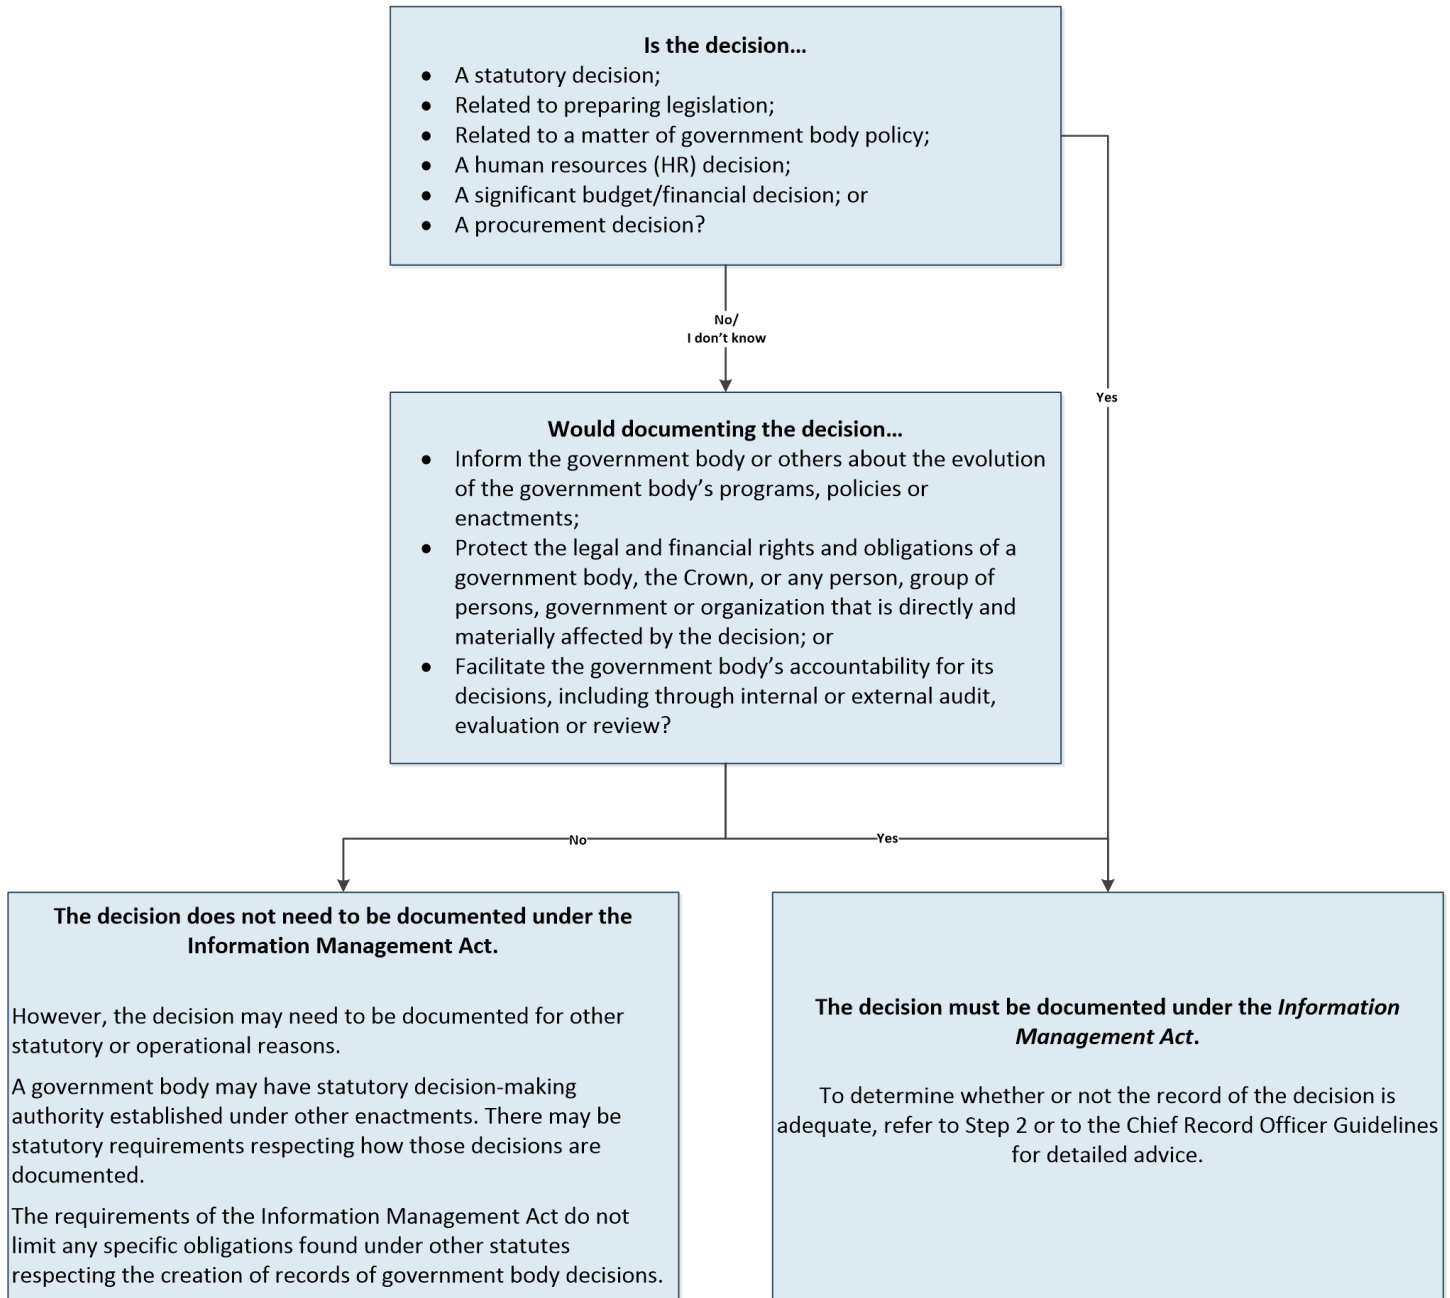 Is the decision…
• A statutory decision;
• Related to preparing legislation;
• Related to a matter of government body policy;
• A human resources (HR) decision;
• A significant budget/financial decision; or
• A procurement decision?
No/
I don’t know
Yes
Would documenting the decision…
• Inform the government body or others about the evolution
of the government body’s programs, policies or
enactments;
• Protect the legal and financial rights and obligations of a
government body, the Crown, or any person, group of
persons, government or organization that is directly and
materially affected by the decision; or
• Facilitate the government body’s accountability for its
decisions, including through internal or external audit,
evaluation or review?
No
Yes
The decision does not need to be documented under the
Information Management Act.
However, the decision may need to be documented for other
statutory or operational reasons.
A government body may have statutory decision-making
authority established under other enactments. There may be
statutory requirements respecting how those decisions are
documented.
The requirements of the Information Management Act do not
limit any specific obligations found under other statutes
respecting the creation of records of government body decisions.
The decision must be documented under the Information
Management Act.
To determine whether or not the record of the decision is
adequate, refer to Step 2 or to the Chief Record Officer Guidelines
for detailed advice.